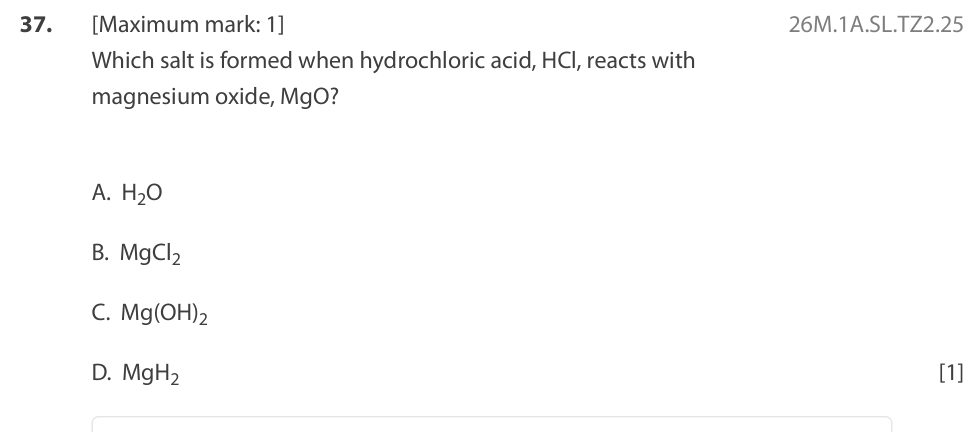 37. [Maximum mark: 1] 26M.1A.SL.TZ2.25
Which salt is formed when hydrochloric acid, HCl, reacts with
magnesium oxide, MgO?
A. H₂O
B. MgCl₂
C. Mg(OH)₂
D. MgH₂ [1]